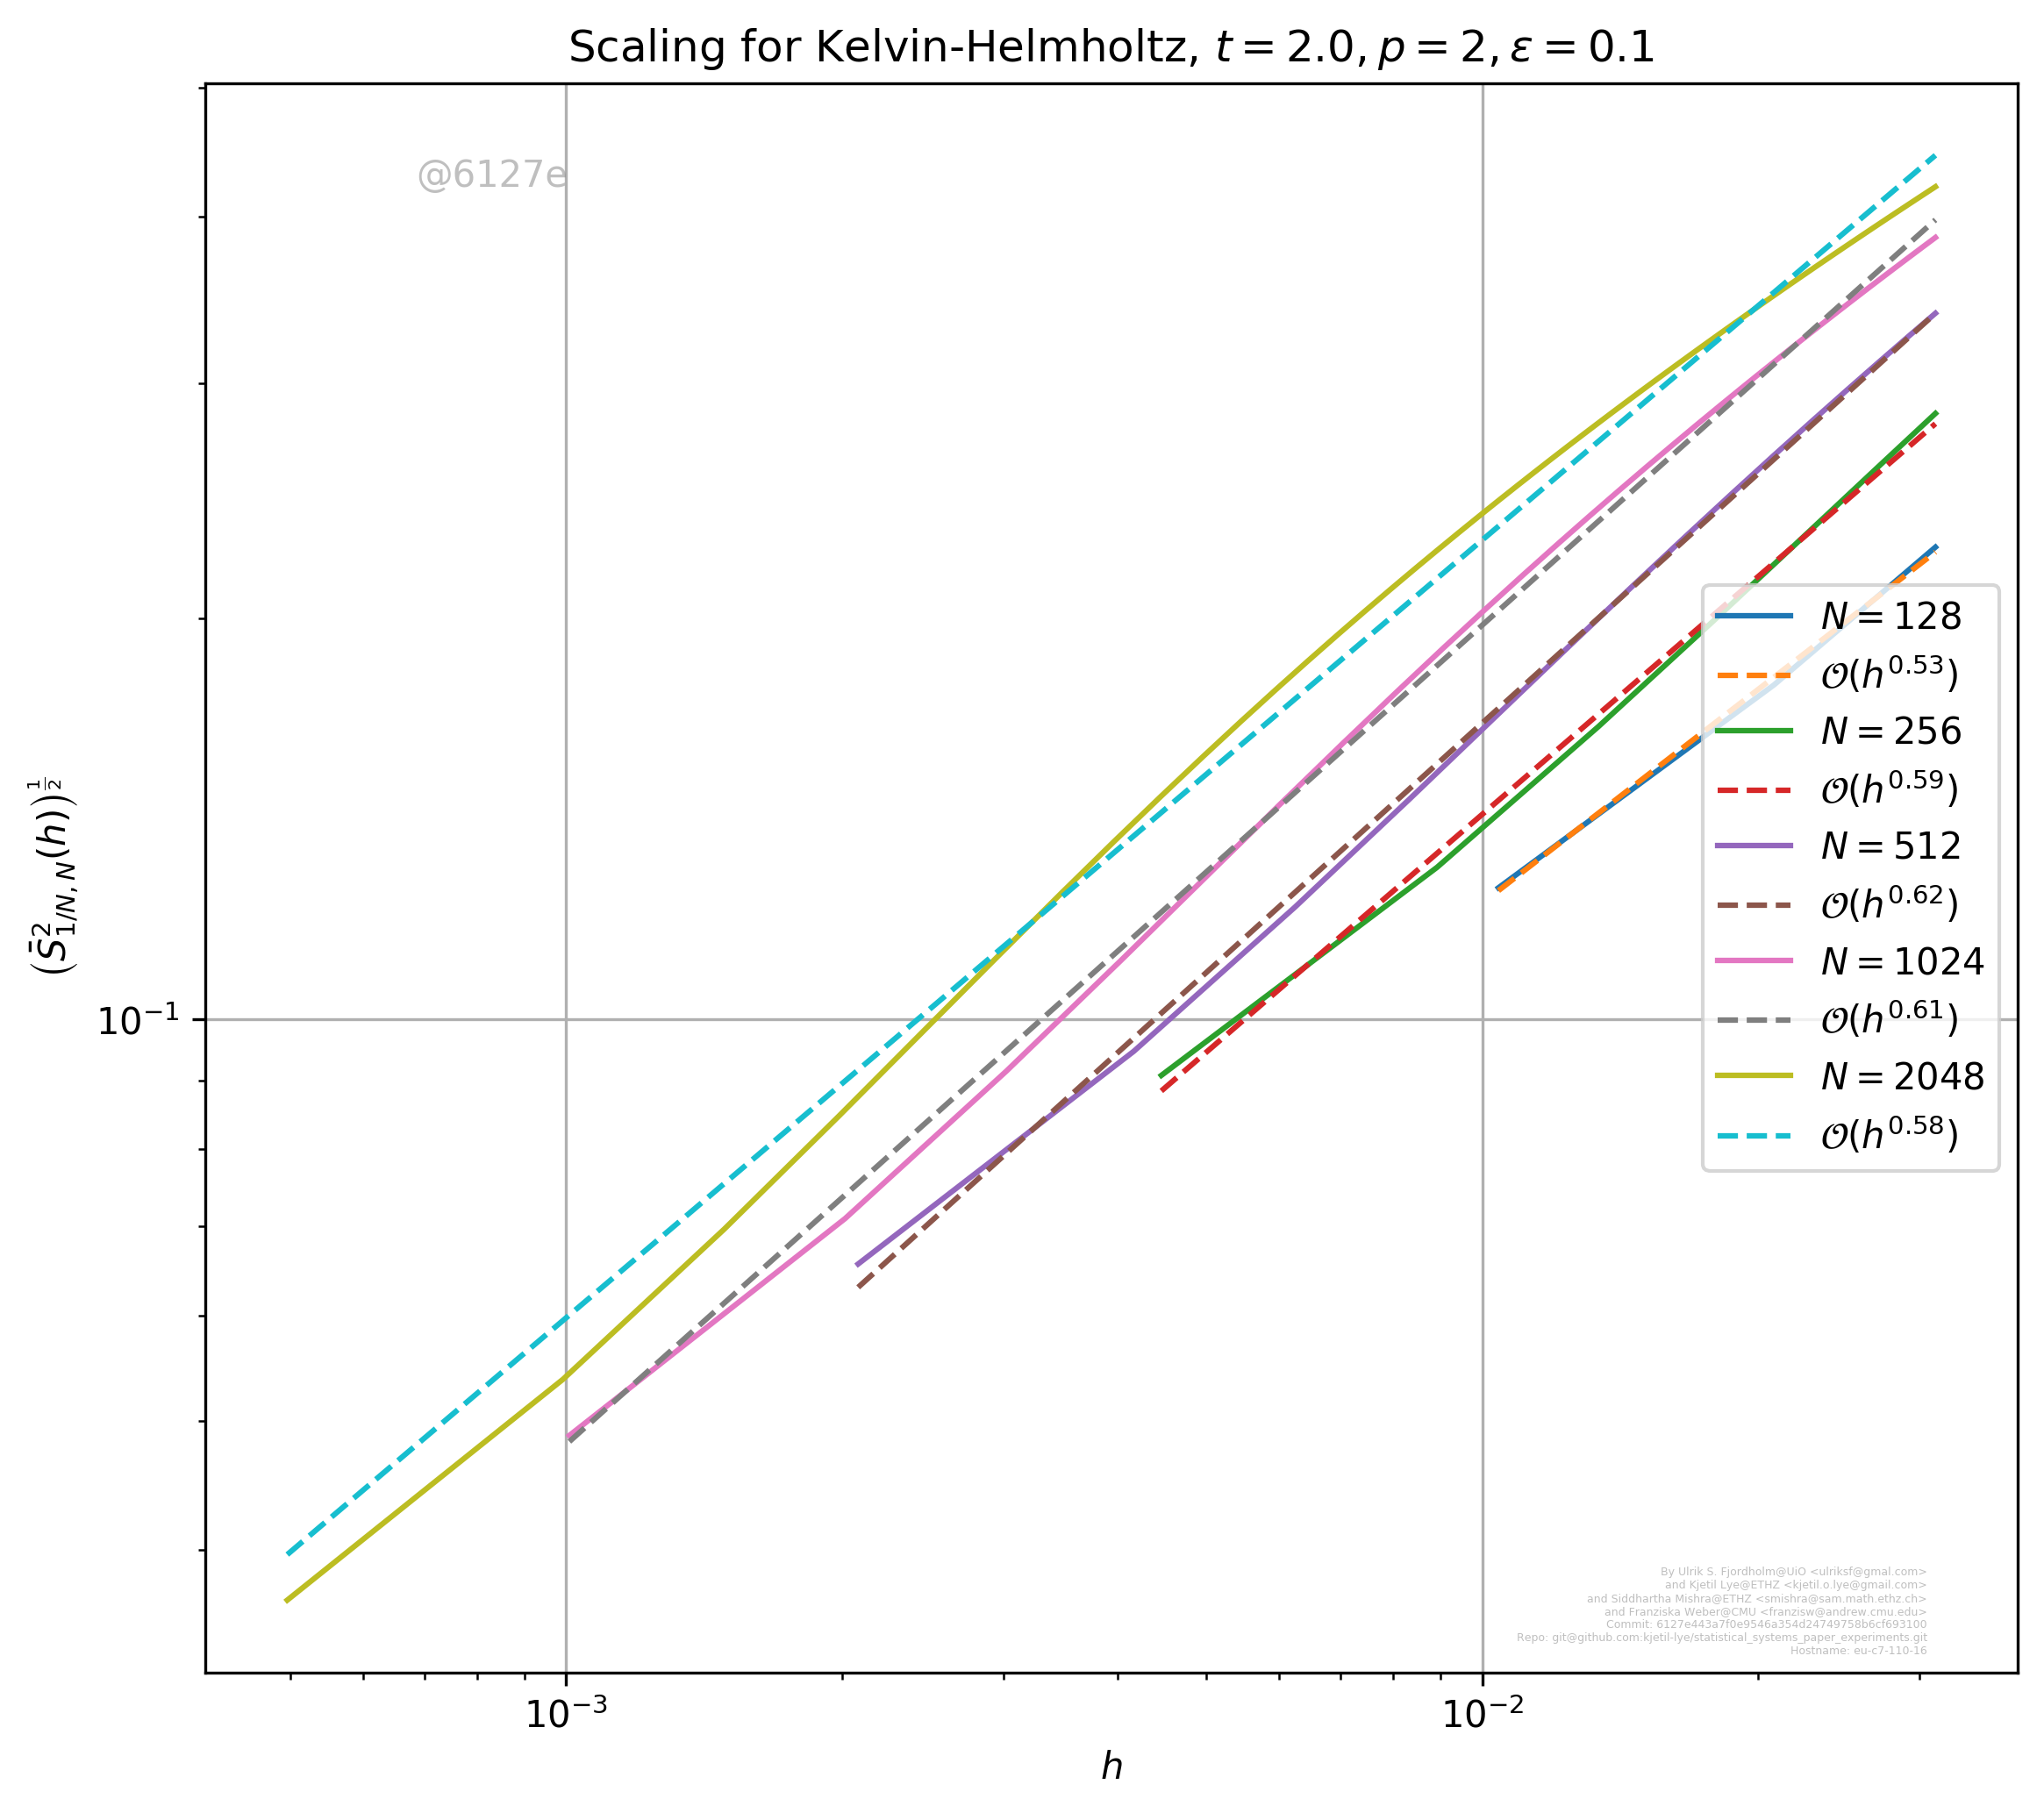 Scaling for Kelvin-Helmholtz, t = 2.0, p = 2, ε = 0.1
@6127e
(S̄²_{1/N, N}(h))^{1/2}
10⁻¹
N = 128
𝒪(h^{0.53})
N = 256
𝒪(h^{0.59})
N = 512
𝒪(h^{0.62})
N = 1024
𝒪(h^{0.61})
N = 2048
𝒪(h^{0.58})
By Ulrik S. Fjordholm@UiO <ulriksf@gmal.com>
and Kjetil Lye@ETHZ <kjetil.o.lye@gmail.com>
and Siddhartha Mishra@ETHZ <smishra@sam.math.ethz.ch>
and Franziska Weber@CMU <franzisw@andrew.cmu.edu>
Commit: 6127e443a7f0e9546a354d24749758b6cf693100
Repo: git@github.com:kjetil-lye/statistical_systems_paper_experiments.git
Hostname: eu-c7-110-16
10⁻³
10⁻²
h